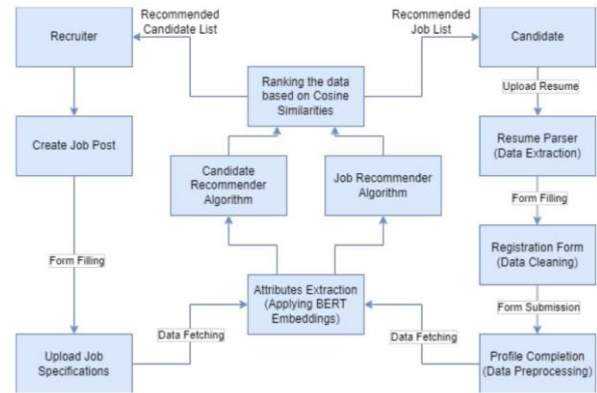 Recruiter
Recommended
Candidate List
Recommended
Job List
Candidate
Ranking the data
based on Cosine
Similarities
Upload Resume
Create Job Post
Candidate
Recommender
Algorithm
Job Recommender
Algorithm
Resume Parser
(Data Extraction)
Form Filling
Form Filling
Registration Form
(Data Cleaning)
Attributes Extraction
(Applying BERT
Embeddings)
Form Submission
Data Fetching
Data Fetching
Upload Job
Specifications
Profile Completion
(Data Preprocessing)